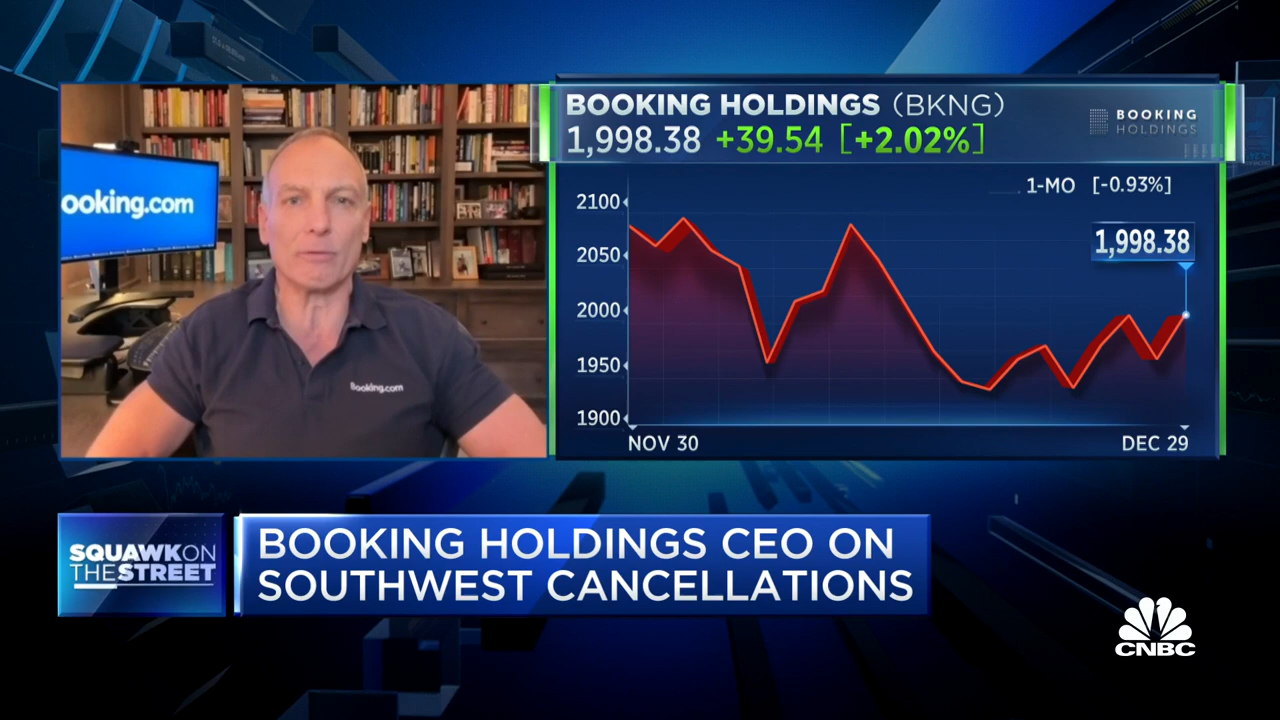 ooking.com
Booking.com
BOOKING HOLDINGS (BKNG)
1,998.38 +39.54 [+2.02%]
BOOKING
HOLDINGS
1-MO [-0.93%]
1,998.38
2100
2050
2000
1950
1900
NOV 30
DEC 29
SQUAWK ON
THE STREET
BOOKING HOLDINGS CEO ON
SOUTHWEST CANCELLATIONS
CNBC